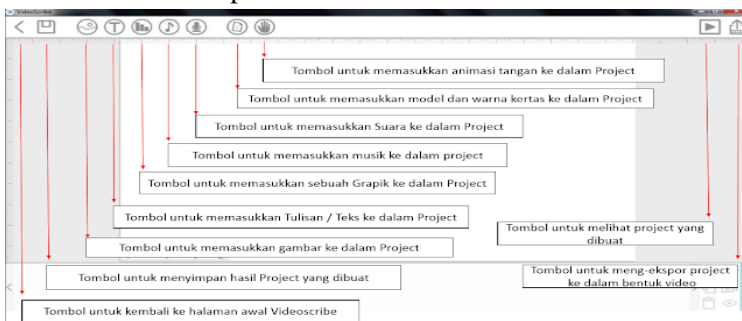 VideoScribe
Tombol untuk memasukkan animasi tangan ke dalam Project
Tombol untuk memasukkan model dan warna kertas ke dalam Project
Tombol untuk memasukkan Suara ke dalam Project
Tombol untuk memasukkan musik ke dalam project
Tombol untuk memasukkan sebuah Grapik ke dalam Project
Tombol untuk memasukkan Tulisan / Teks ke dalam Project
Tombol untuk melihat project yang
dibuat
Tombol untuk memasukkan gambar ke dalam Project
Tombol untuk menyimpan hasil Project yang dibuat
Tombol untuk meng-ekspor project
ke dalam bentuk video
Tombol untuk kembali ke halaman awal Videoscribe